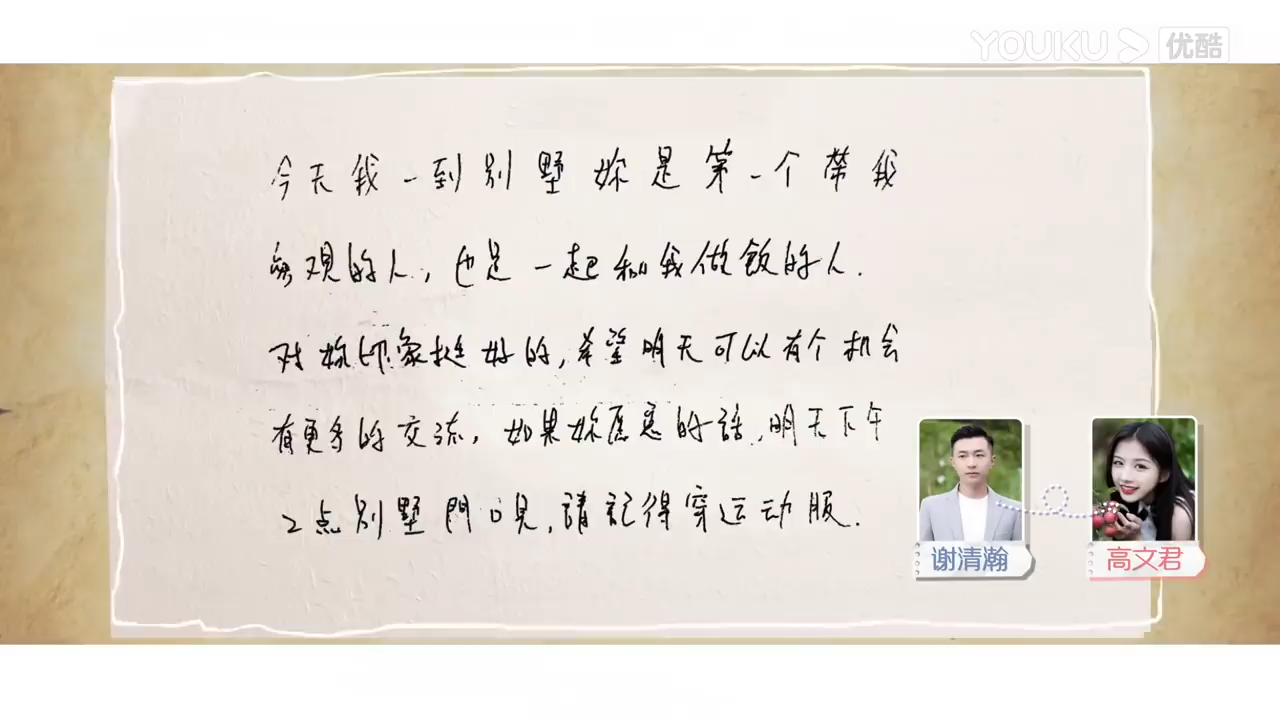 YOUKU 优酷
今天我一到别墅妳是第一个带我
参观的人，也是一起和我做飯的人.
对妳印象挺好的,希望明天可以有个机会
有更多的交流,如果妳愿意的話,明天下午
2点别墅門口見,請記得穿运动服.
谢清瀚
高文君